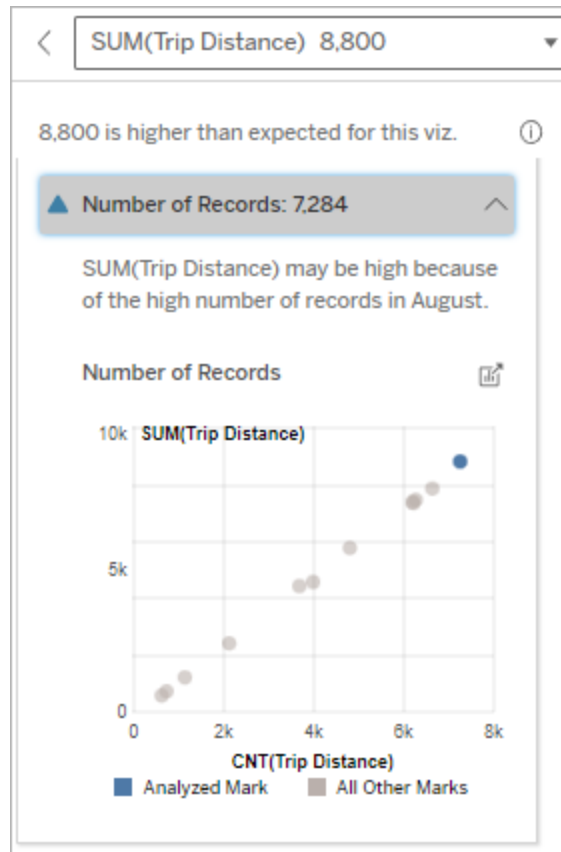 SUM(Trip Distance) 8,800
8,800 is higher than expected for this viz.
Number of Records: 7,284
SUM(Trip Distance) may be high because
of the high number of records in August.
Number of Records
10k SUM(Trip Distance)
5k
0
0 2k 4k 6k 8k
CNT(Trip Distance)
Analyzed Mark All Other Marks